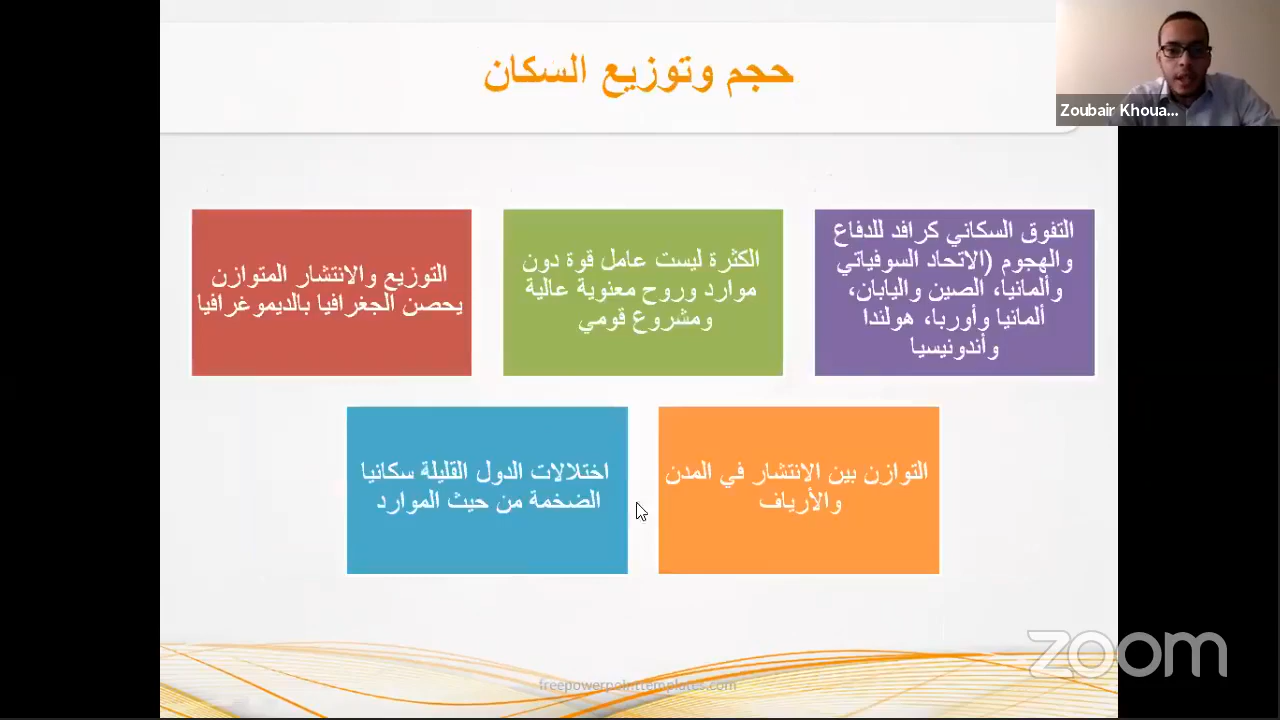 حجم وتوزيع السكان
Zoubair Khoua...
التفوق السكاني كرافد للدفاع
والهجوم (الاتحاد السوفياتي
وألمانيا، الصين واليابان،
ألمانيا وأوربا، هولندا
وأندونيسيا
الكثرة ليست عامل قوة دون
موارد وروح معنوية عالية
ومشروع قومي
التوزيع والانتشار المتوازن
يحصن الجغرافيا بالديموغرافيا
التوازن بين الانتشار في المدن
والأرياف
اختلالات الدول القليلة سكانيا
الضخمة من حيث الموارد
zoom
freepowerpointtemplates.com